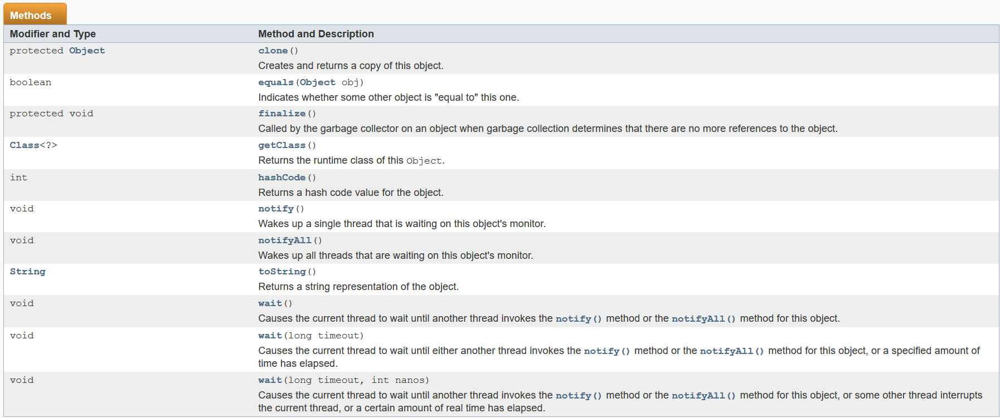 Methods
Modifier and Type Method and Description
protected Object clone()
Creates and returns a copy of this object.
boolean equals(Object obj)
Indicates whether some other object is "equal to" this one.
protected void finalize()
Called by the garbage collector on an object when garbage collection determines that there are no more references to the object.
Class<?> getClass()
Returns the runtime class of this Object.
int hashCode()
Returns a hash code value for the object.
void notify()
Wakes up a single thread that is waiting on this object's monitor.
void notifyAll()
Wakes up all threads that are waiting on this object's monitor.
String toString()
Returns a string representation of the object.
void wait()
Causes the current thread to wait until another thread invokes the notify() method or the notifyAll() method for this object.
void wait(long timeout)
Causes the current thread to wait until either another thread invokes the notify() method or the notifyAll() method for this object, or a specified amount of
time has elapsed.
void wait(long timeout, int nanos)
Causes the current thread to wait until another thread invokes the notify() method or the notifyAll() method for this object, or some other thread interrupts
the current thread, or a certain amount of real time has elapsed.